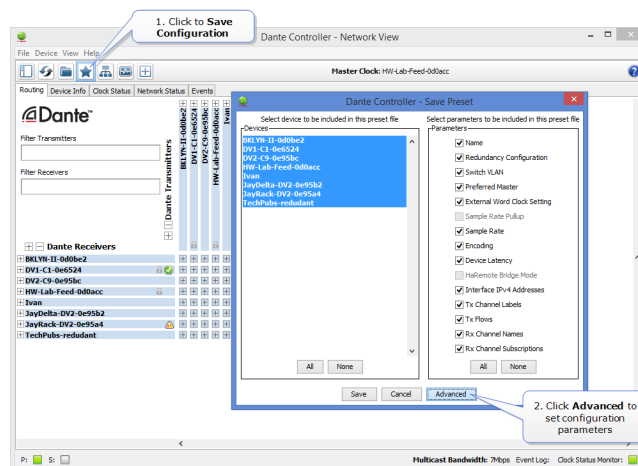 1. Click to Save
Configuration
Dante Controller - Network View
File Device View Help
Master Clock: HW-Lab-Feed-0d0acc
?
Routing Device Info Clock Status Network Status Events
Dante™
Filter Transmitters
Filter Receivers
Dante Transmitters
BKLYN-II-0d0be2
DV1-C1-0e6524
DV2-C9-0e95bc
HW-Lab-Feed-0d0acc
Ivan
Dante Receivers
BKLYN-II-0d0be2
DV1-C1-0e6524
DV2-C9-0e95bc
HW-Lab-Feed-0d0acc
Ivan
JayDelta-DV2-0e95b2
JayRack-DV2-0e95a4
TechPubs-redudant
Dante Controller - Save Preset
Select device to be included in this preset file
Devices
BKLYN-II-0d0be2
DV1-C1-0e6524
DV2-C9-0e95bc
HW-Lab-Feed-0d0acc
Ivan
JayDelta-DV2-0e95b2
JayRack-DV2-0e95a4
TechPubs-redudant
All None
Select parameters to be included in this preset file
Parameters
Name
Redundancy Configuration
Switch VLAN
Preferred Master
External Word Clock Setting
Sample Rate Pullup
Sample Rate
Encoding
Device Latency
HaRemote Bridge Mode
Interface IPv4 Addresses
Tx Channel Labels
Tx Flows
Rx Channel Names
Rx Channel Subscriptions
All None
Save Cancel Advanced
2. Click Advanced to
set configuration
parameters
P: S: Multicast Bandwidth: 7Mbps Event Log: Clock Status Monitor: